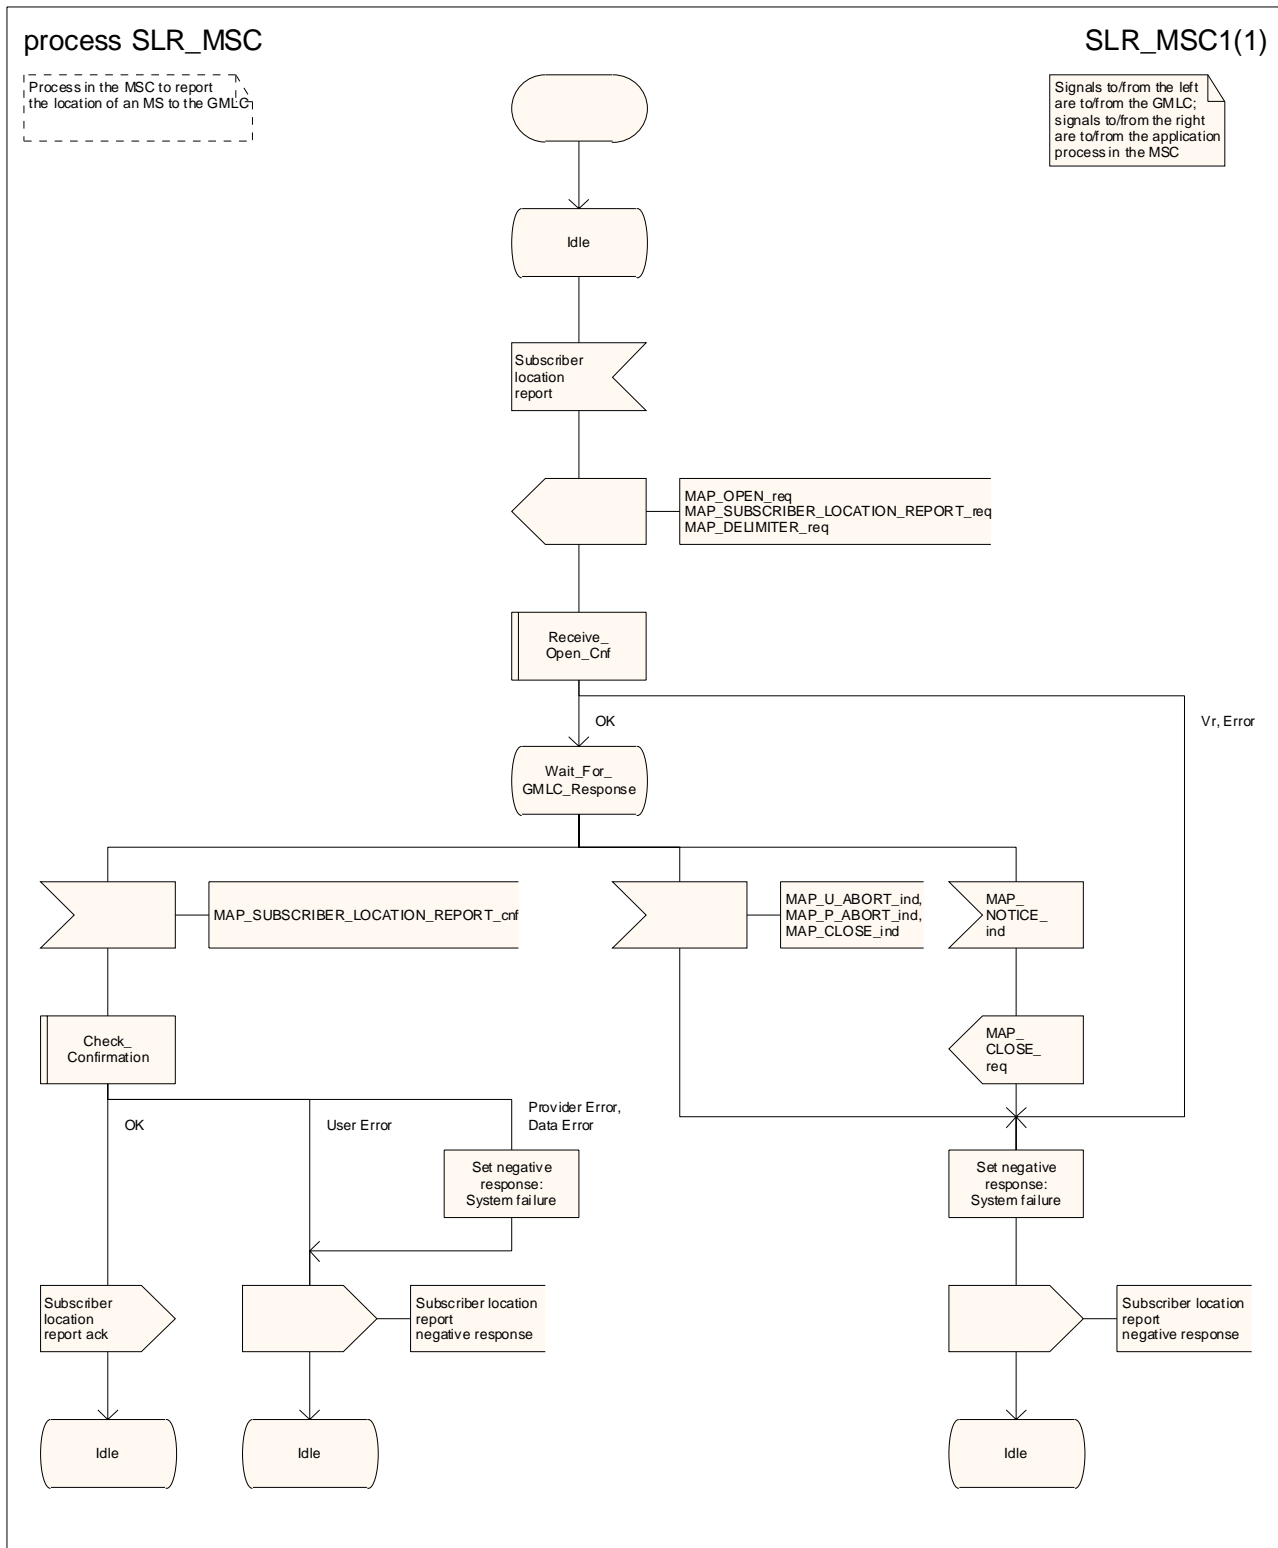 process SLR_MSC
SLR_MSC1(1)
Process in the MSC to report
the location of an MS to the GMLC
Signals to/from the left
are to/from the GMLC;
signals to/from the right
are to/from the application
process in the MSC
Idle
Subscriber
location
report
MAP_OPEN_req
MAP_SUBSCRIBER_LOCATION_REPORT_req
MAP_DELIMITER_req
Receive_
Open_Cnf
OK
Vr, Error
Wait_For_
GMLC_Response
MAP_SUBSCRIBER_LOCATION_REPORT_cnf
MAP_U_ABORT_ind,
MAP_P_ABORT_ind,
MAP_CLOSE_ind
MAP_
NOTICE_
ind
Check_
Confirmation
MAP_
CLOSE_
req
OK
User Error
Provider Error,
Data Error
Set negative
response:
System failure
Set negative
response:
System failure
Subscriber
location
report ack
Subscriber location
report
negative response
Subscriber location
report
negative response
Idle
Idle
Idle